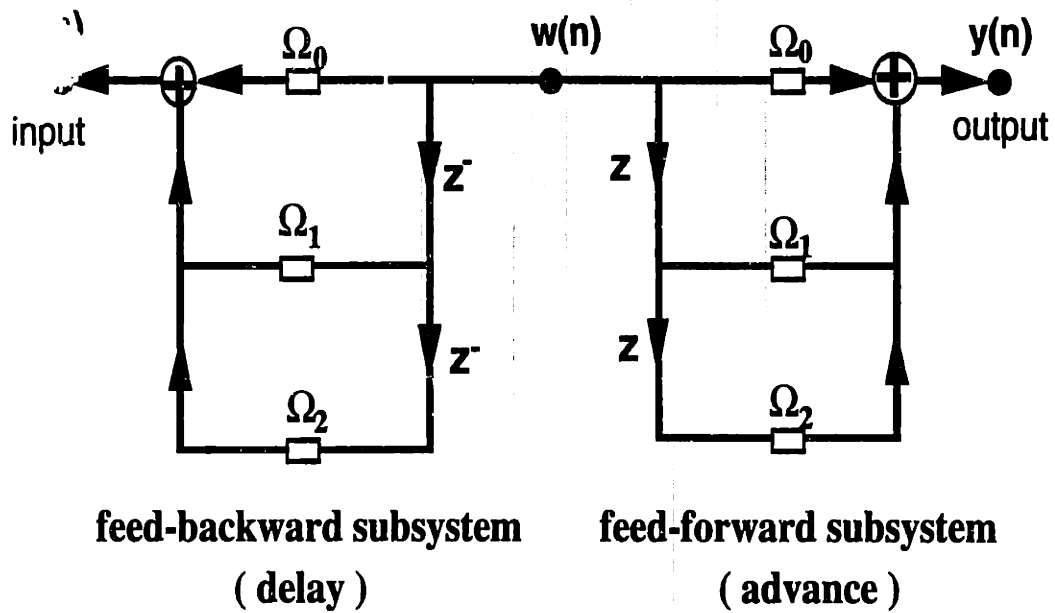 Ω₀ w(n) Ω₀ y(n)
input output
z⁻ z
Ω₁ Ω₁
z⁻ z
Ω₂ Ω₂
feed-backward subsystem feed-forward subsystem
( delay ) ( advance )